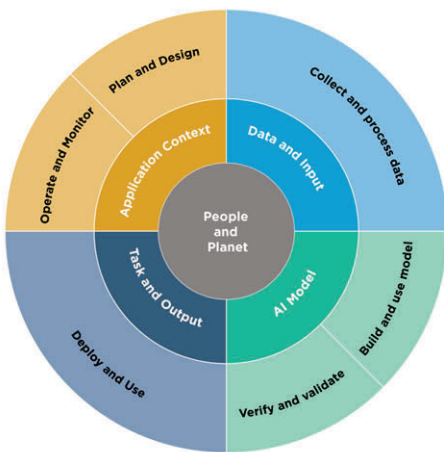 Plan and Design
Collect and process data
Operate and Monitor
Application Context
Data and Input
People
and
Planet
Task and Output
AI Model
Deploy and Use
Build and use model
Verify and validate